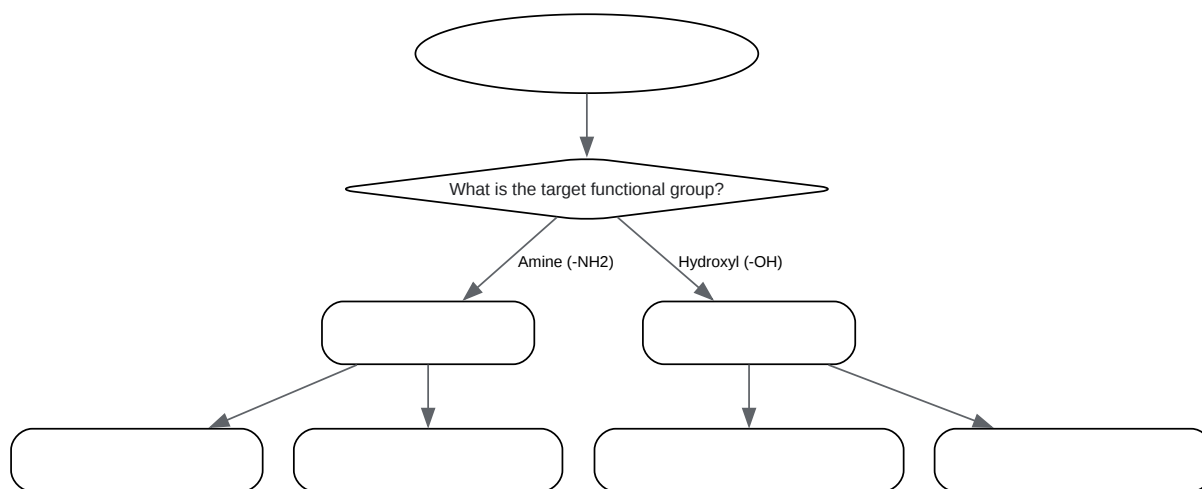 What is the target functional group?
Amine (-NH2)
Hydroxyl (-OH)